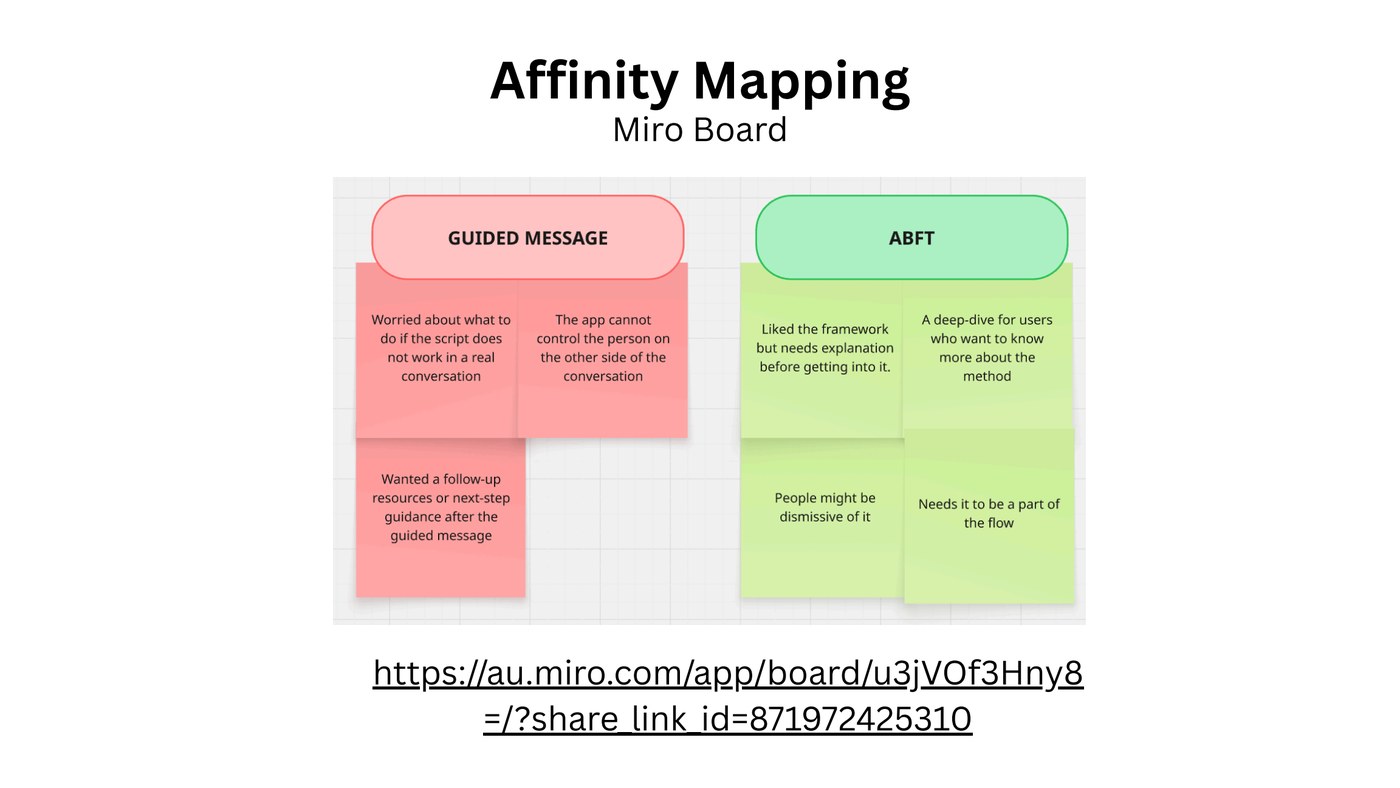 Affinity Mapping
Miro Board
GUIDED MESSAGE
Worried about what to
do if the script does
not work in a real
conversation
The app cannot
control the person on
the other side of the
conversation
Wanted a follow-up
resources or next-step
guidance after the
guided message
ABFT
Liked the framework
but needs explanation
before getting into it.
A deep-dive for users
who want to know
more about the
method
People might be
dismissive of it
Needs it to be a part of
the flow
https://au.miro.com/app/board/u3jVOf3Hny8
=/?share_link_id=871972425310